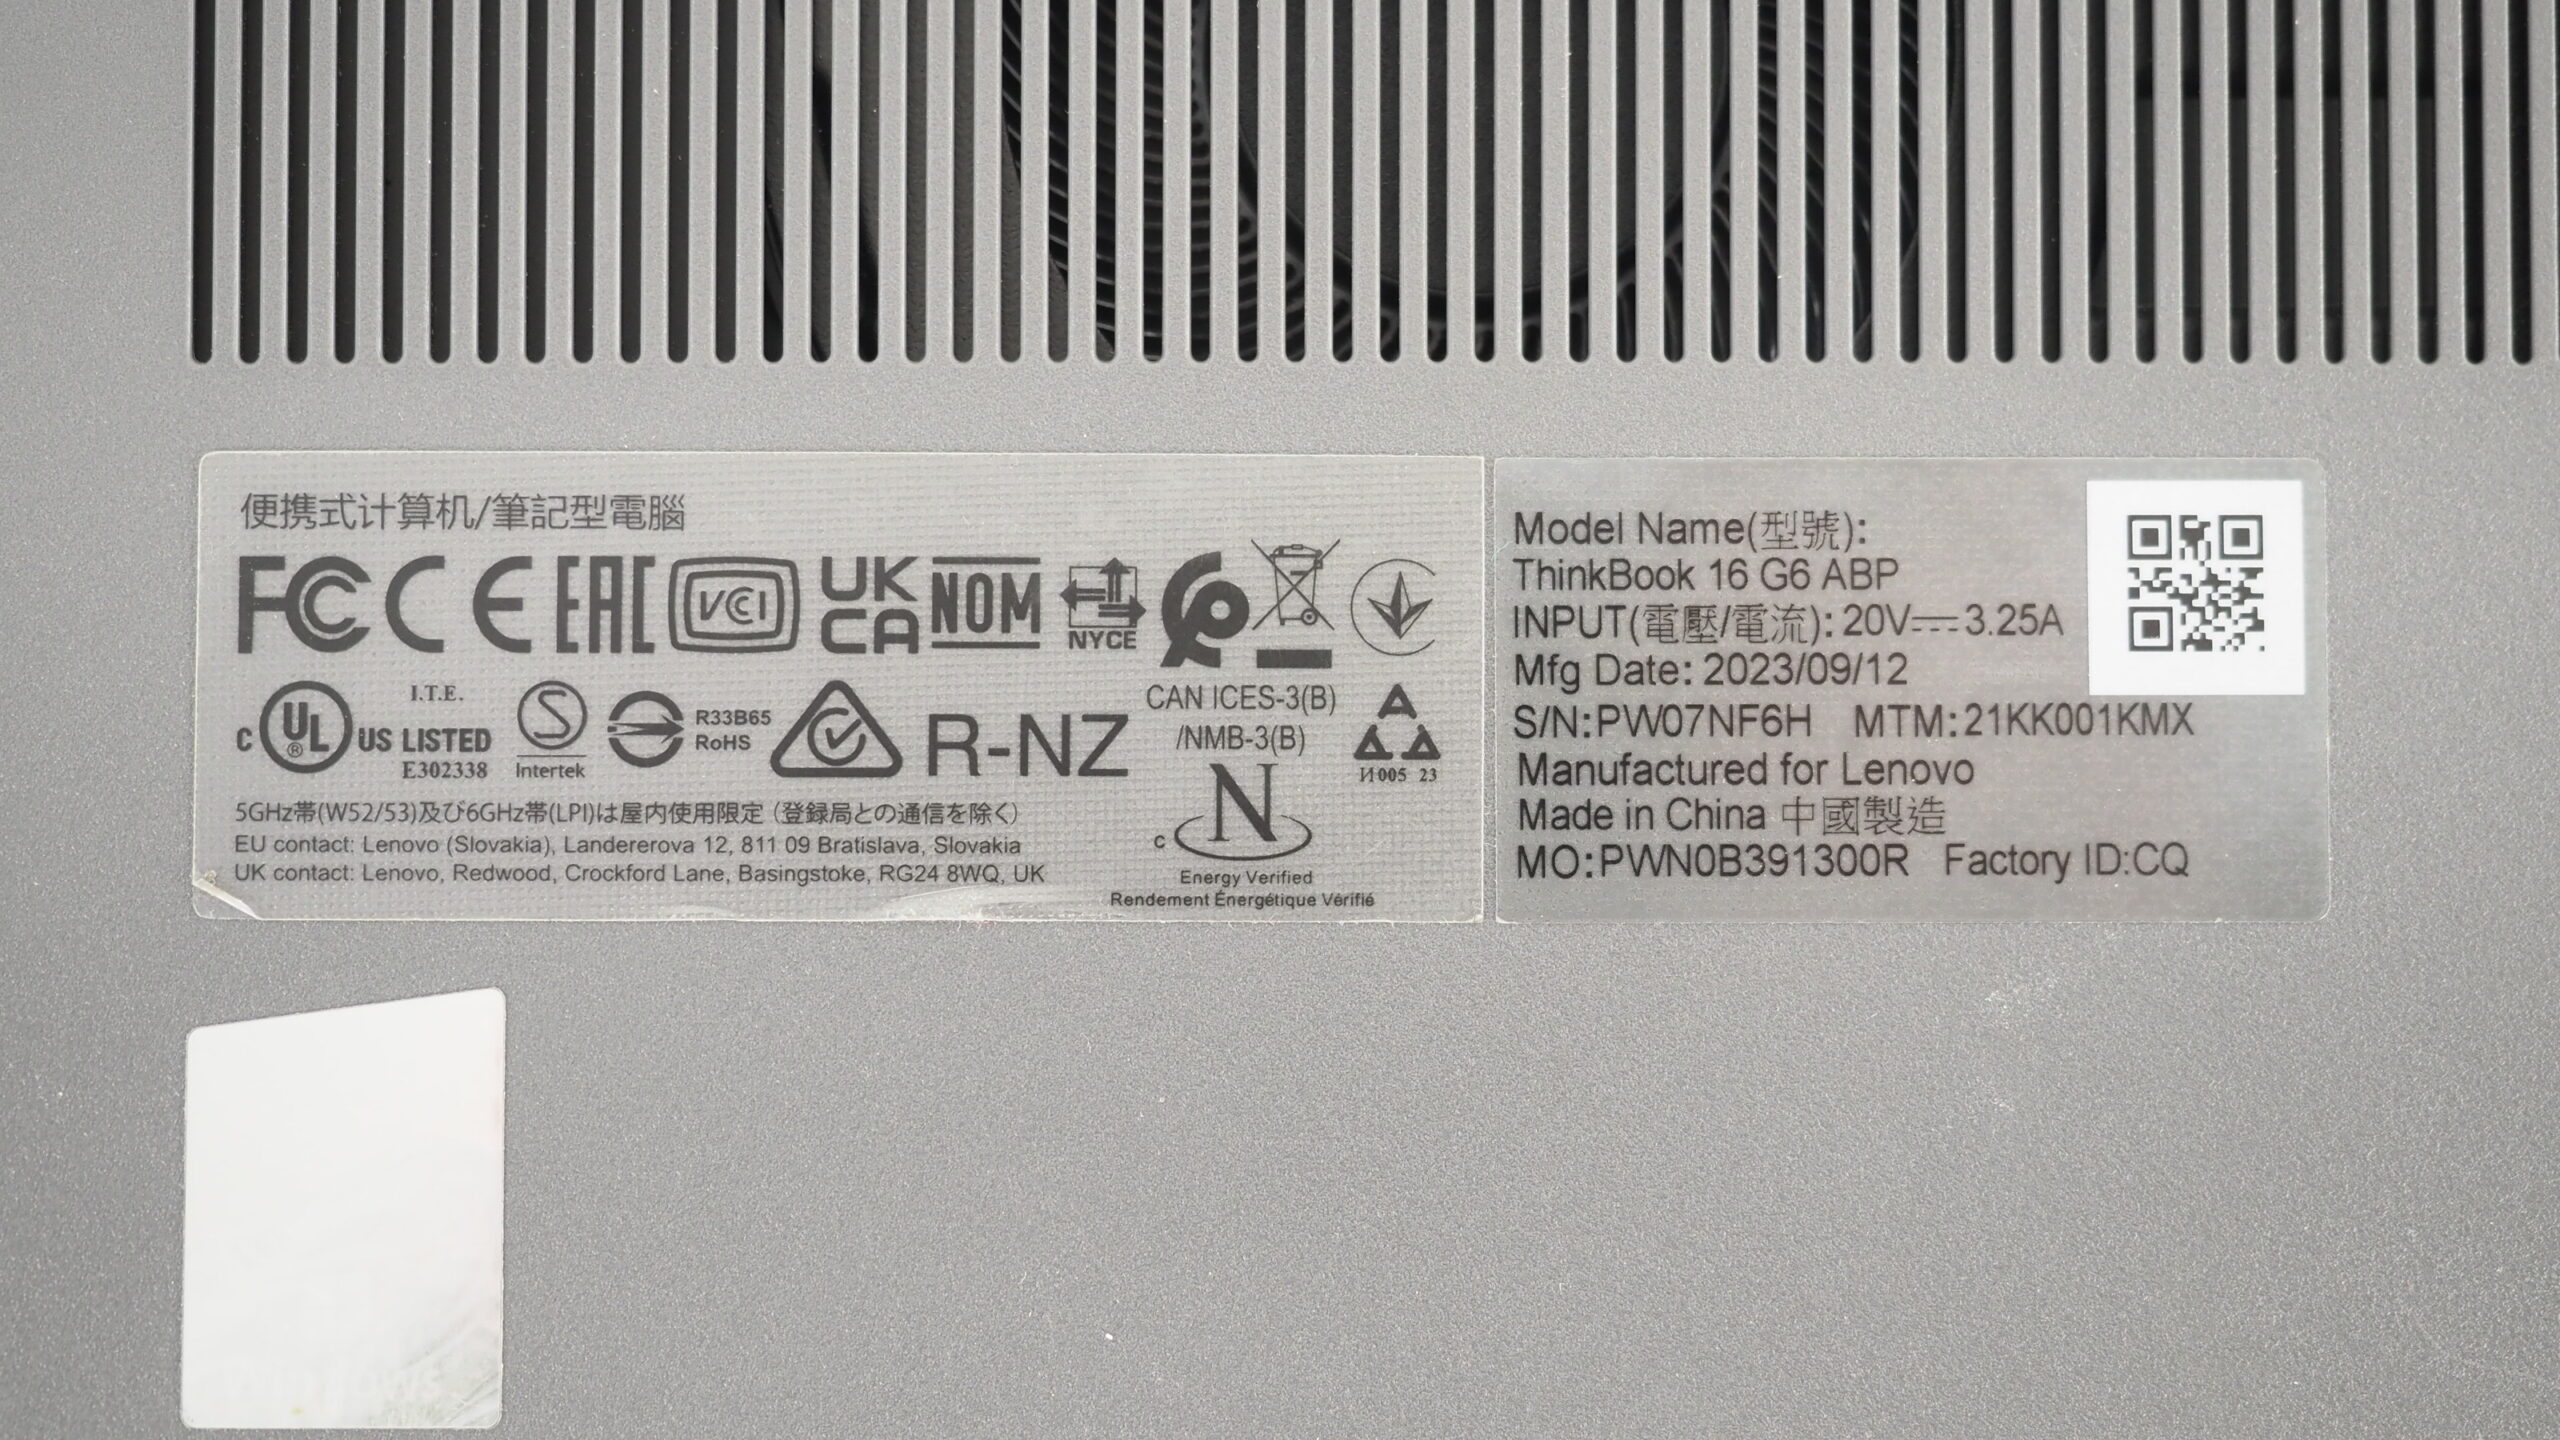 便携式计算机/筆記型電腦
FC CE EAC VCCI UK CA NOM NYCE
c UL ® US LISTED I.T.E. E302338
S Intertek
R33B65
RoHS
R-NZ
CAN ICES-3(B)
/NMB-3(B)
И005 23
5GHz帯(W52/53)及び6GHz帯(LPI)は屋内使用限定 (登録局との通信を除く)
EU contact: Lenovo (Slovakia), Landererova 12, 811 09 Bratislava, Slovakia
UK contact: Lenovo, Redwood, Crockford Lane, Basingstoke, RG24 8WQ, UK
c N
Energy Verified
Rendement Énergétique Vérifié
Model Name(型號):
ThinkBook 16 G6 ABP
INPUT(電壓/電流): 20V⎓3.25A
Mfg Date: 2023/09/12
S/N:PW07NF6H MTM:21KK001KMX
Manufactured for Lenovo
Made in China 中國製造
MO:PWN0B391300R Factory ID:CQ